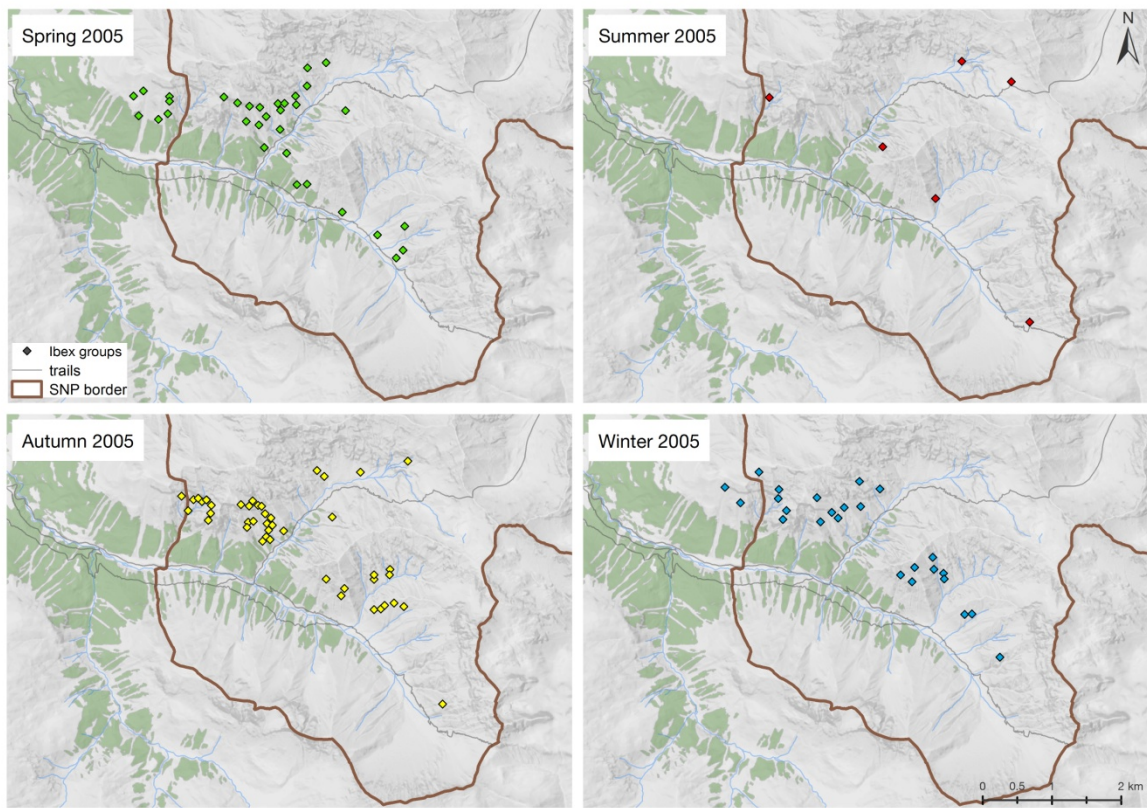 Spring 2005
Summer 2005
N
Ibex groups
trails
SNP border
Autumn 2005
Winter 2005
0 0.5 1 2 km